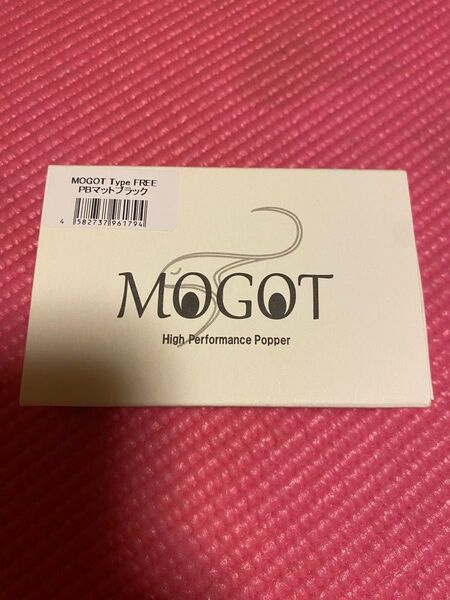 MOGOT Type FREE
PBマットブラック
4 582737 961794
MOGOT
High Performance Popper